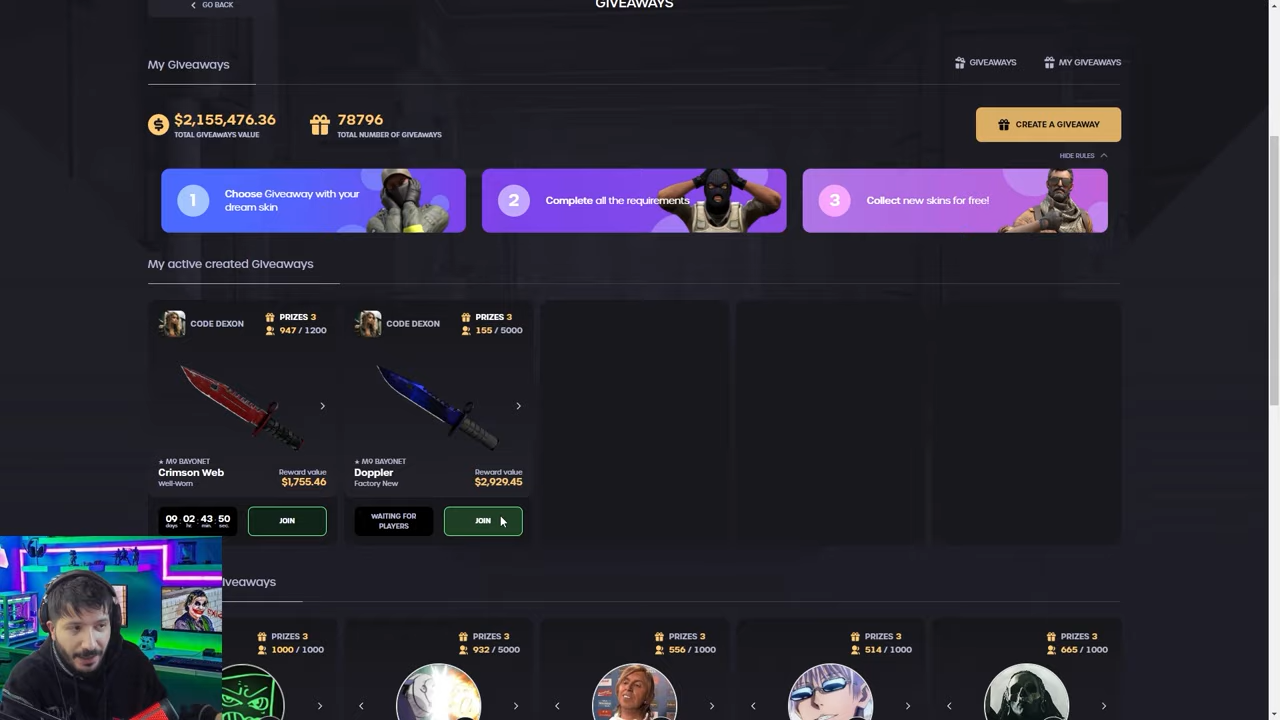 GO BACK
GIVEAWAYS
My Giveaways
GIVEAWAYS
MY GIVEAWAYS
$2,155,476.36
TOTAL GIVEAWAYS VALUE
78796
TOTAL NUMBER OF GIVEAWAYS
CREATE A GIVEAWAY
HIDE RULES
1
Choose Giveaway with your
dream skin
2
Complete all the requirements
3
Collect new skins for free!
My active created Giveaways
CODE DEXON
PRIZES 3
947 / 1200
★ M9 BAYONET
Crimson Web
Well-Worn
Reward value
$1,755.46
09 02 43 50
days hr. min. sec.
JOIN
CODE DEXON
PRIZES 3
155 / 5000
★ M9 BAYONET
Doppler
Factory New
Reward value
$2,929.45
WAITING FOR
PLAYERS
JOIN
iveaways
PRIZES 3
1000 / 1000
PRIZES 3
932 / 5000
PRIZES 3
556 / 1000
PRIZES 3
514 / 1000
PRIZES 3
665 / 1000